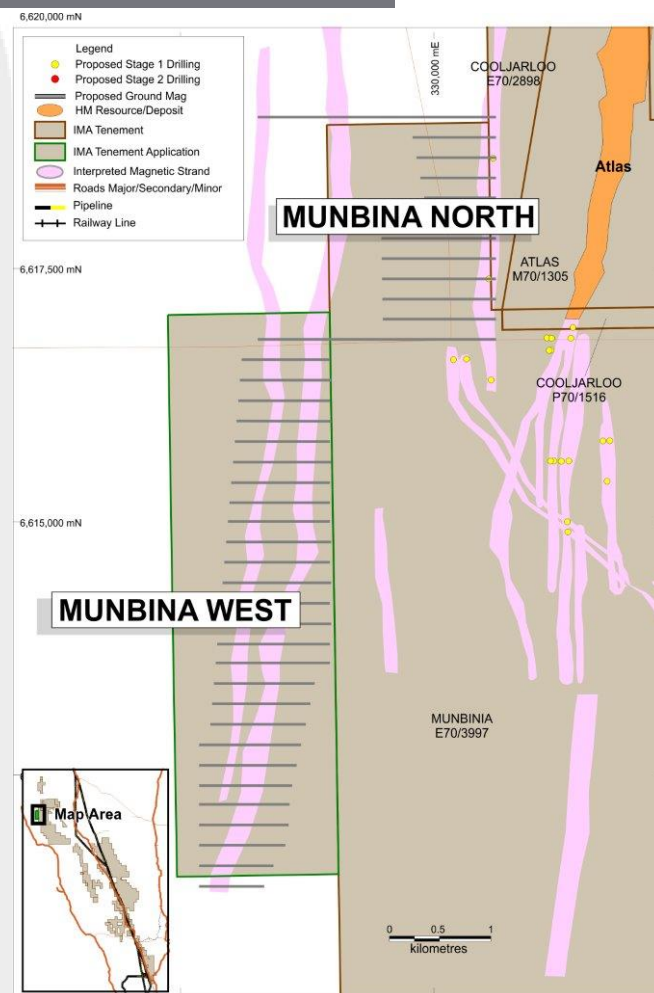 6,620,000 mN
Legend
Proposed Stage 1 Drilling
Proposed Stage 2 Drilling
Proposed Ground Mag
HM Resource/Deposit
IMA Tenement
IMA Tenement Application
Interpreted Magnetic Strand
Roads Major/Secondary/Minor
Pipeline
Railway Line
330,000 mE
COOLJARLOO
E70/2898
Atlas
MUNBINA NORTH
ATLAS
M70/1305
6,617,500 mN
COOLJARLOO
P70/1516
6,615,000 mN
MUNBINA WEST
MUNBINIA
E70/3997
Map Area
0 0.5 1
kilometres